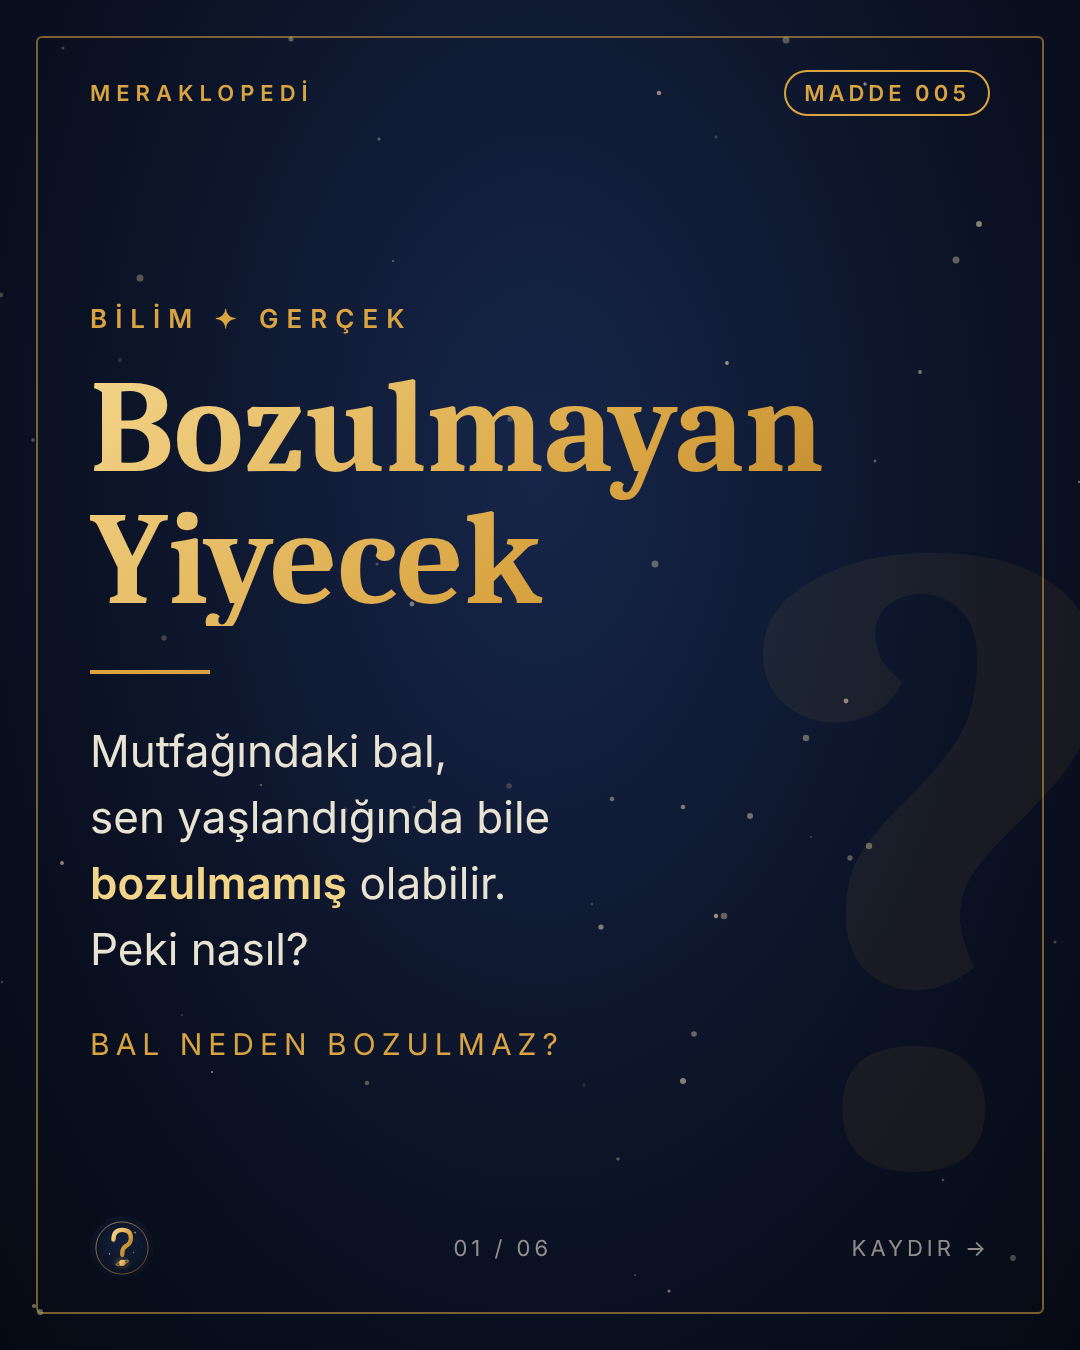 MERAKLOPEDİ
MADDE 005
BİLİM ✦ GERÇEK
Bozulmayan
Yiyecek
Mutfağındaki bal,
sen yaşlandığında bile
bozulmamış olabilir.
Peki nasıl?
BAL NEDEN BOZULMAZ?
?
01 / 06
KAYDIR →